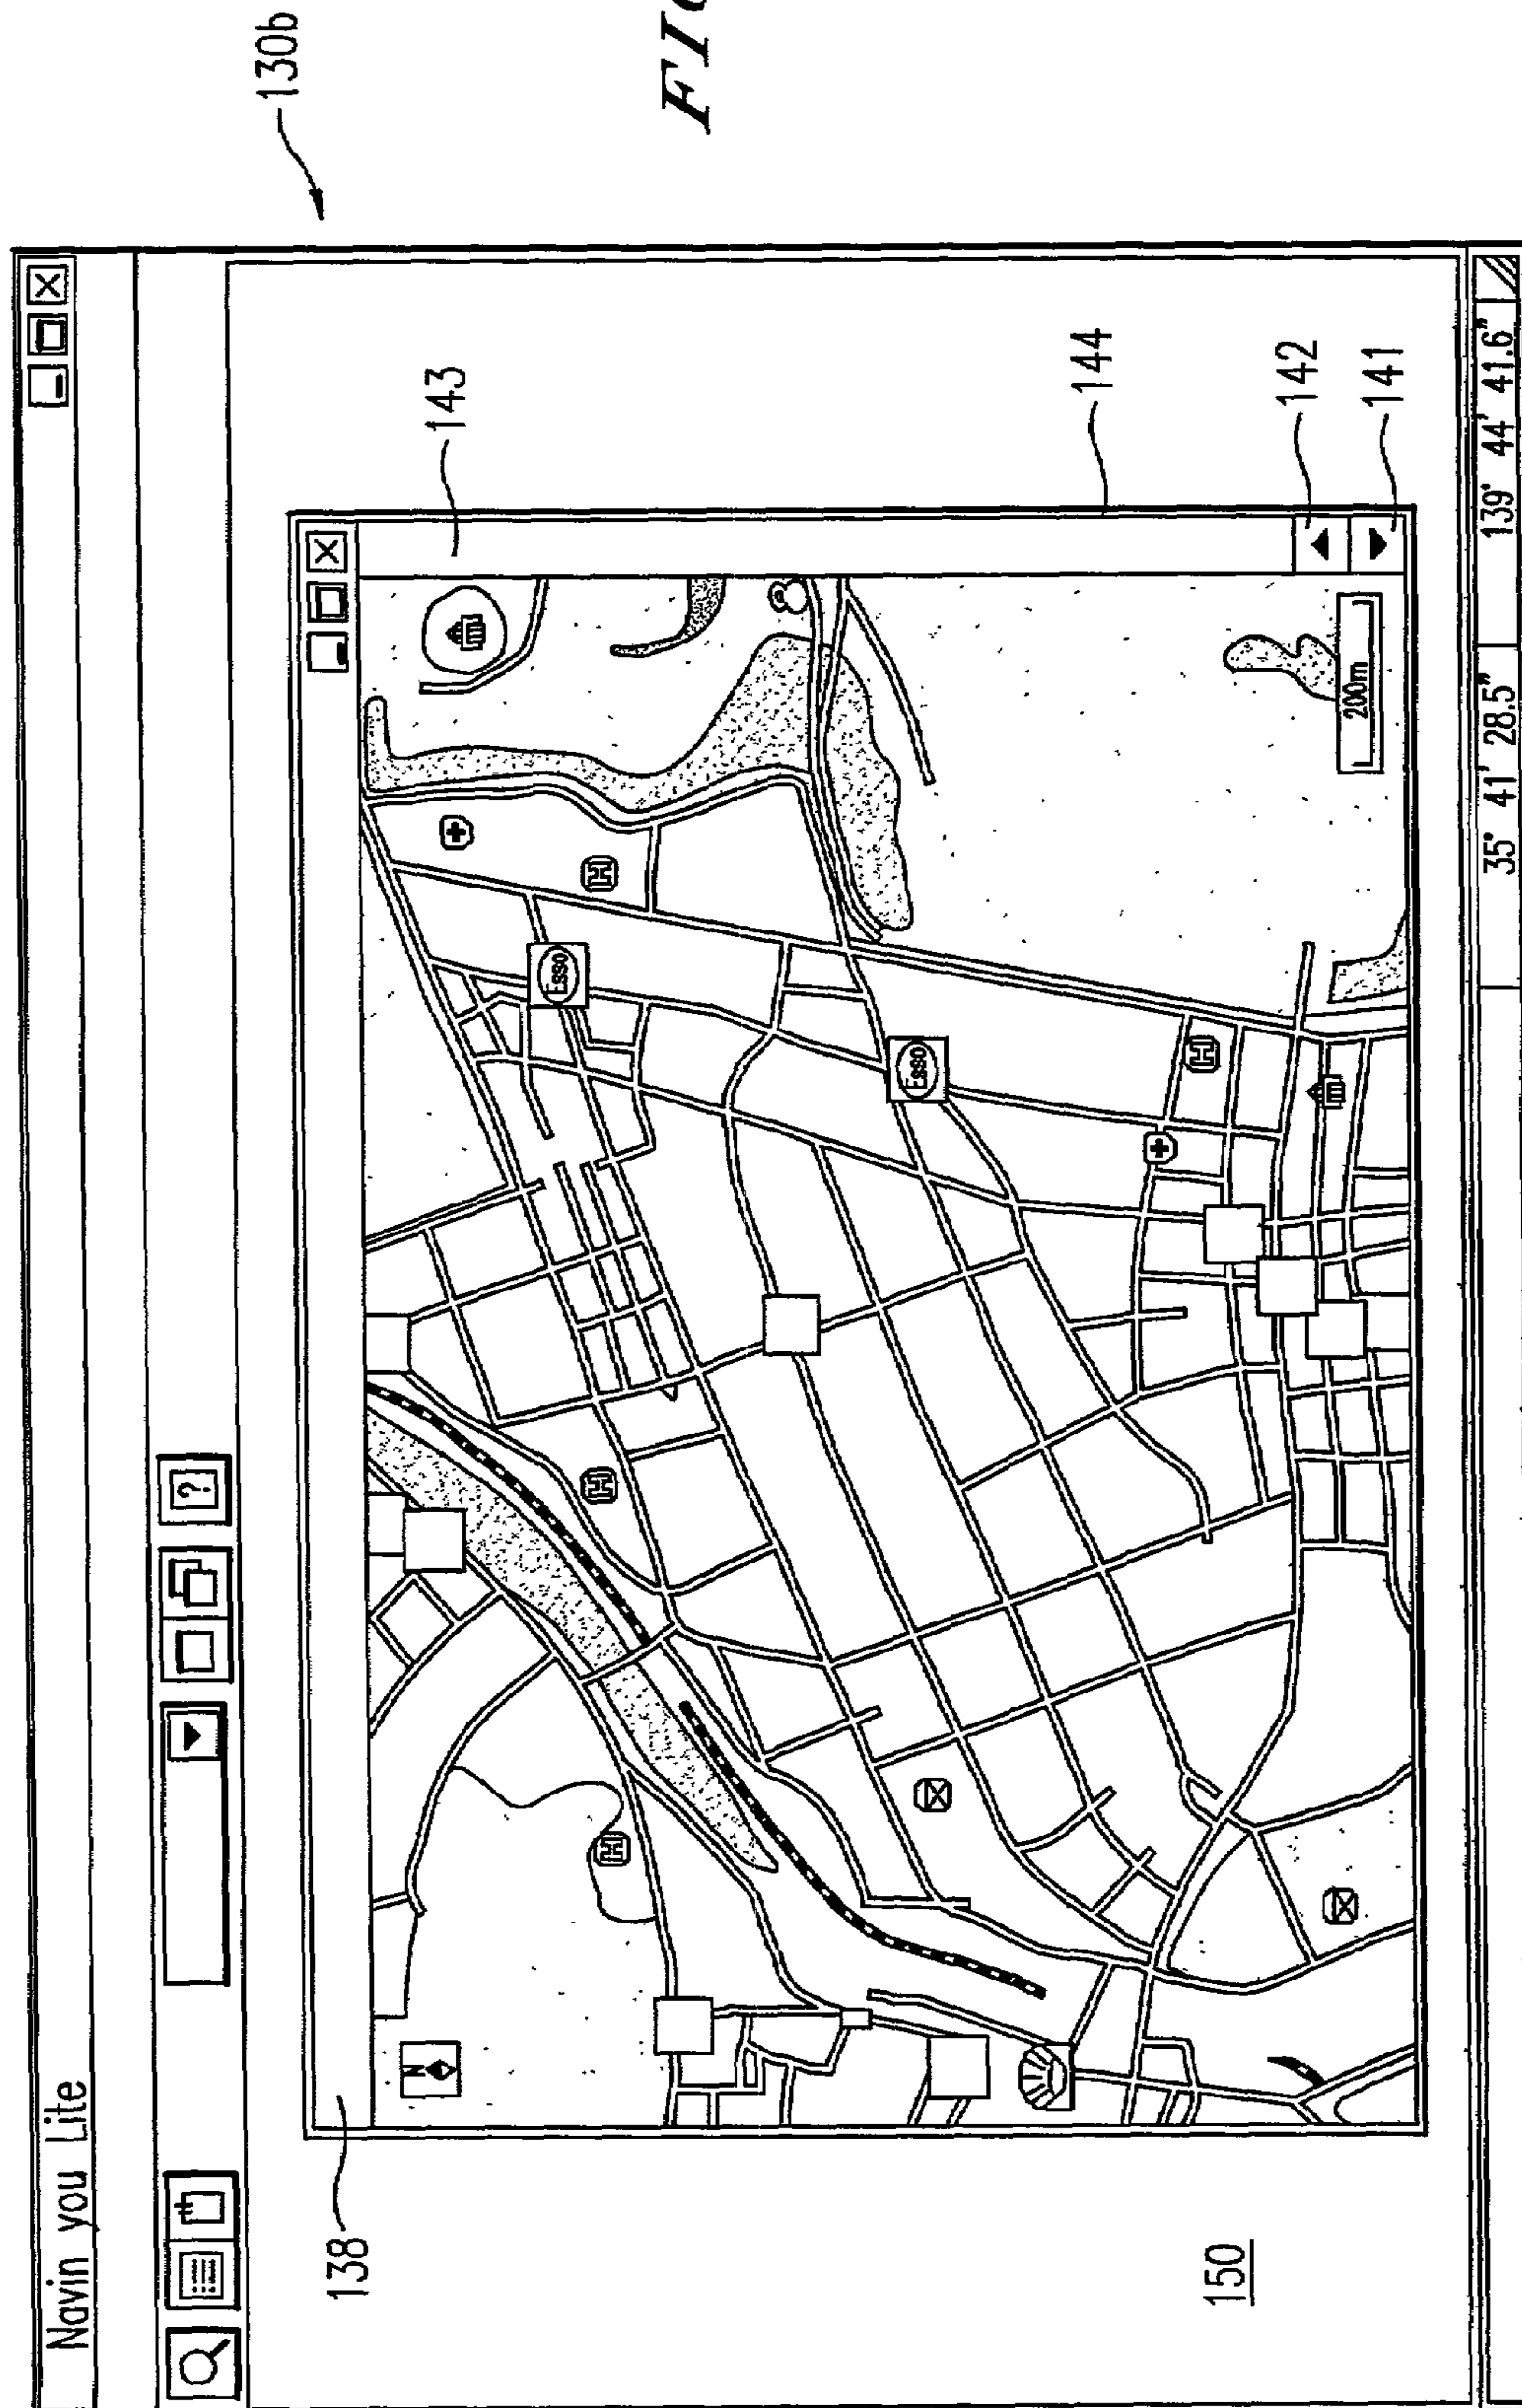 Navin you Lite
130b
?
138
143
N
H
H
H
Esso
Esso
H
144
142
141
200m
150
35° 41' 28.5"
139° 44' 41.6"